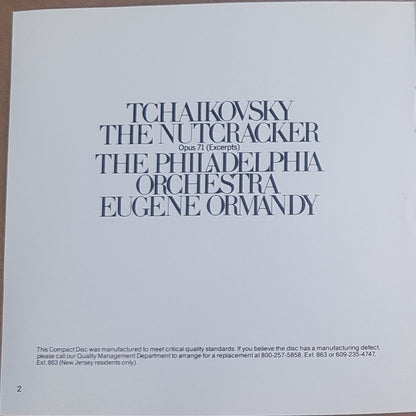 TCHAIKOVSKY
THE NUTCRACKER
Opus 71 (Excerpts)
THE PHILADELPHIA
ORCHESTRA
EUGENE ORMANDY
This Compact Disc was manufactured to meet critical quality standards. If you believe the disc has a manufacturing defect,
please call our Quality Management Department to arrange for a replacement at 800-257-5858, Ext. 863 or 609-235-4747,
Ext. 863 (New Jersey residents only).
2